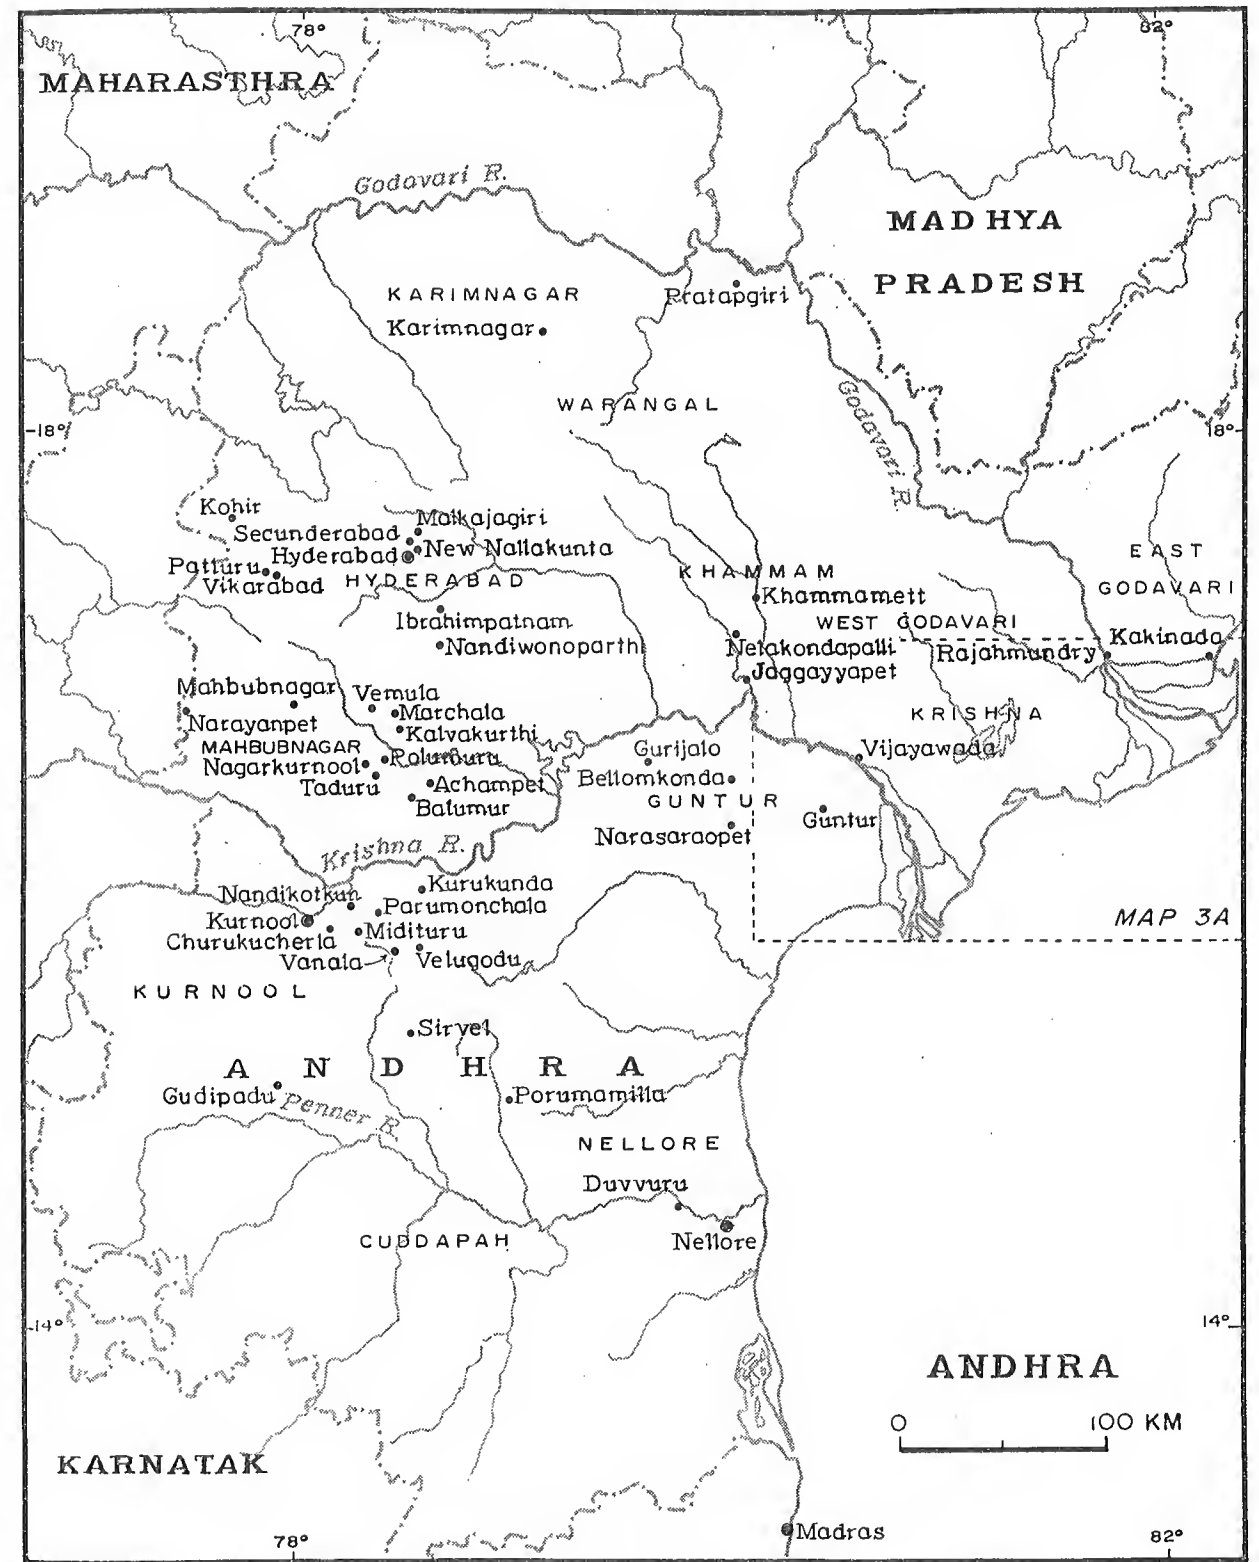 78°
82°
MAHARASTHRA
Godavari R.
MADHYA
PRADESH
KARIMNAGAR
Pratapgiri
Karimnagar
WARANGAL
Godavari R.
18°
18°
Kohir
Malkajagiri
Secunderabad
Hyderabad
New Nallakunta
Patturu
Vikarabad
HYDERABAD
KHAMMAM
EAST
GODAVARI
Khammamett
Ibrahimpatnam
WEST GODAVARI
Nandiwonoparthi
Netakondapalli
Rajahmundry
Kakinada
Jaggayyapet
Mahbubnagar
Vemula
Marchala
Narayanpet
Kalvakurthi
KRISHNA
MAHBUBNAGAR
Gurijalo
Vijayawada
Nagarkurnool
Polumuru
Taduru
Achampet
Bellomkonda
Balumur
GUNTUR
Guntur
Narasaraopet
Krishna R.
Nandikotkun
Kurukunda
Kurnool
Parumonchala
MAP 3A
Churukucherla
Midituru
Vanala
Velugodu
KURNOOL
Sirvel
ANDHRA
Gudipadu
Penner R.
Porumamilla
NELLORE
Duvvuru
CUDDAPAH
Nellore
14°
14°
ANDHRA
0 100 KM
KARNATAK
Madras
78°
82°